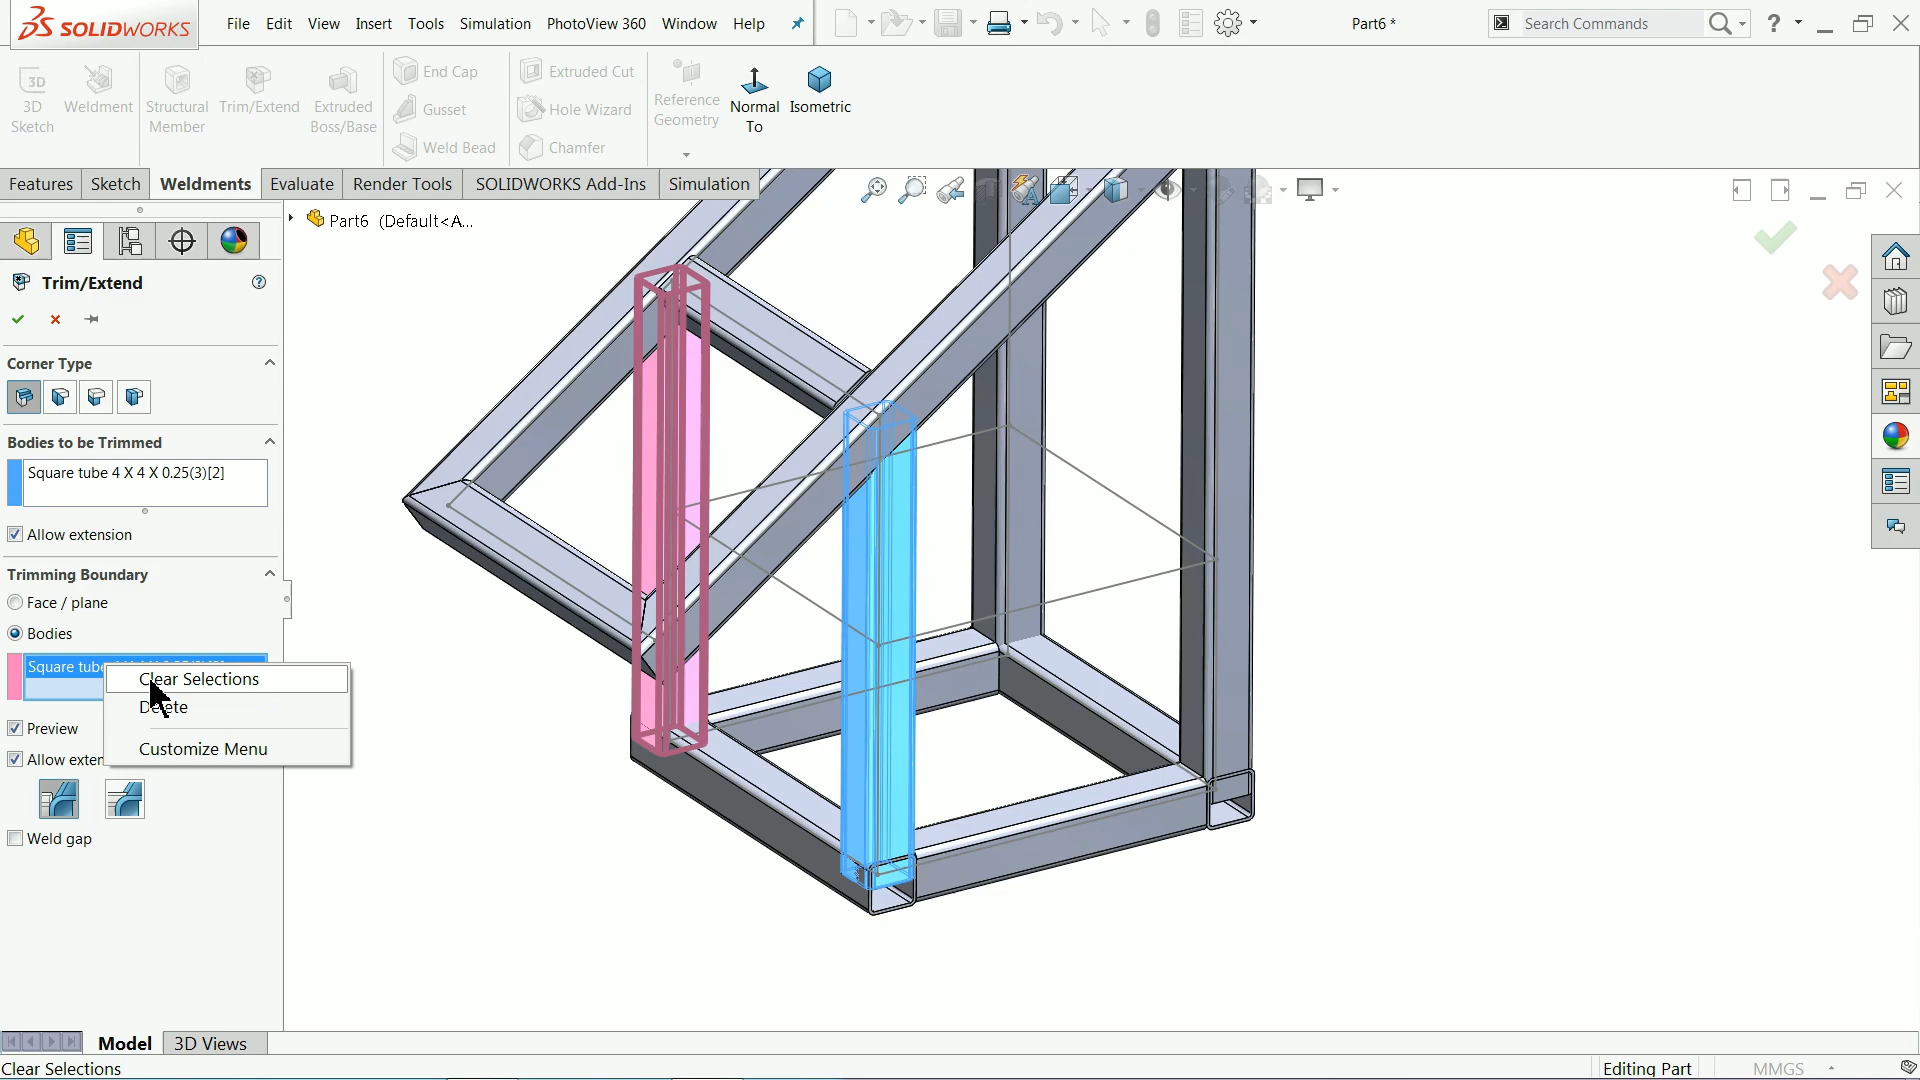 SOLIDWORKS
File Edit View Insert Tools Simulation PhotoView 360 Window Help
Part6 *
Search Commands
3D
3D
Sketch
Weldment
Structural
Member
Trim/Extend
Extruded
Boss/Base
End Cap
Gusset
Weld Bead
Extruded Cut
Hole Wizard
Chamfer
Reference
Geometry
Normal
To
Isometric
Features Sketch Weldments Evaluate Render Tools SOLIDWORKS Add-Ins Simulation
Part6 (Default<A...
Trim/Extend
Corner Type
Bodies to be Trimmed
Square tube 4 X 4 X 0.25(3)[2]
Allow extension
Trimming Boundary
Face / plane
Bodies
Square tube
Clear Selections
Delete
Customize Menu
Preview
Allow exten
Weld gap
Model 3D Views
Clear Selections
Editing Part
MMGS